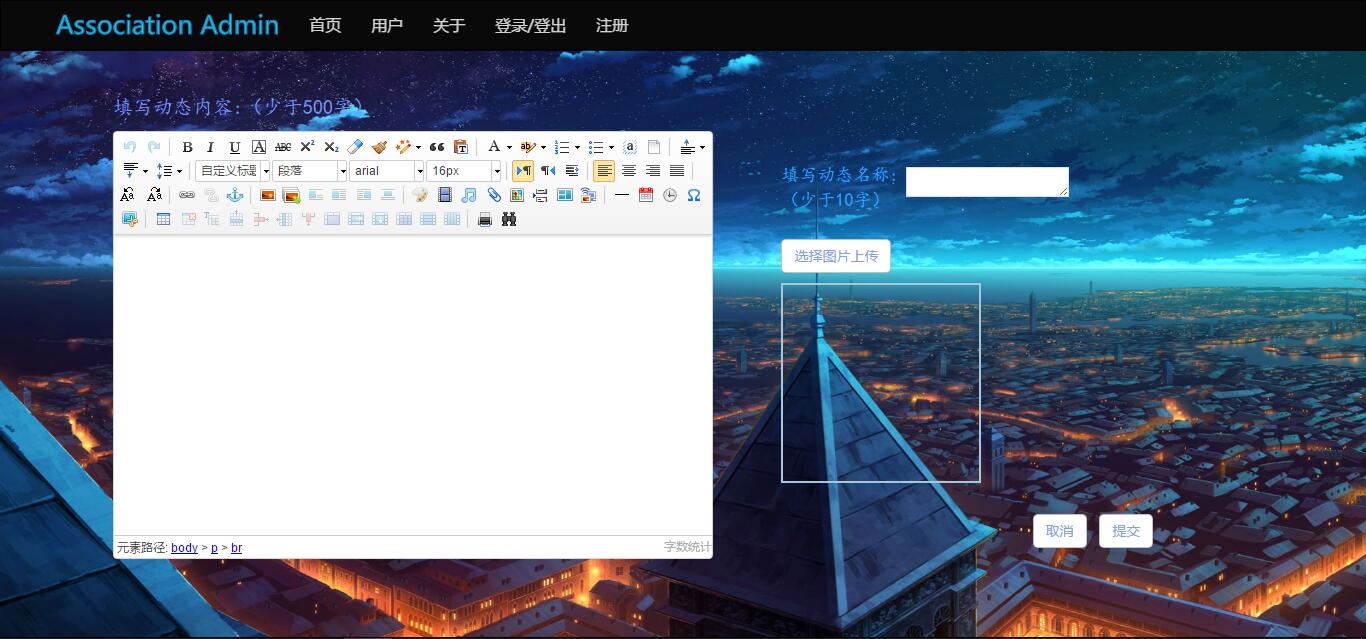 Association Admin 首页 用户 关于 登录/登出 注册
填写动态内容:(少于500字)
B I U A ABC X² X₂
自定义标题 段落 arial 16px
元素路径: body > p > br 字数统计
填写动态名称:
(少于10字)
选择图片上传
取消 提交